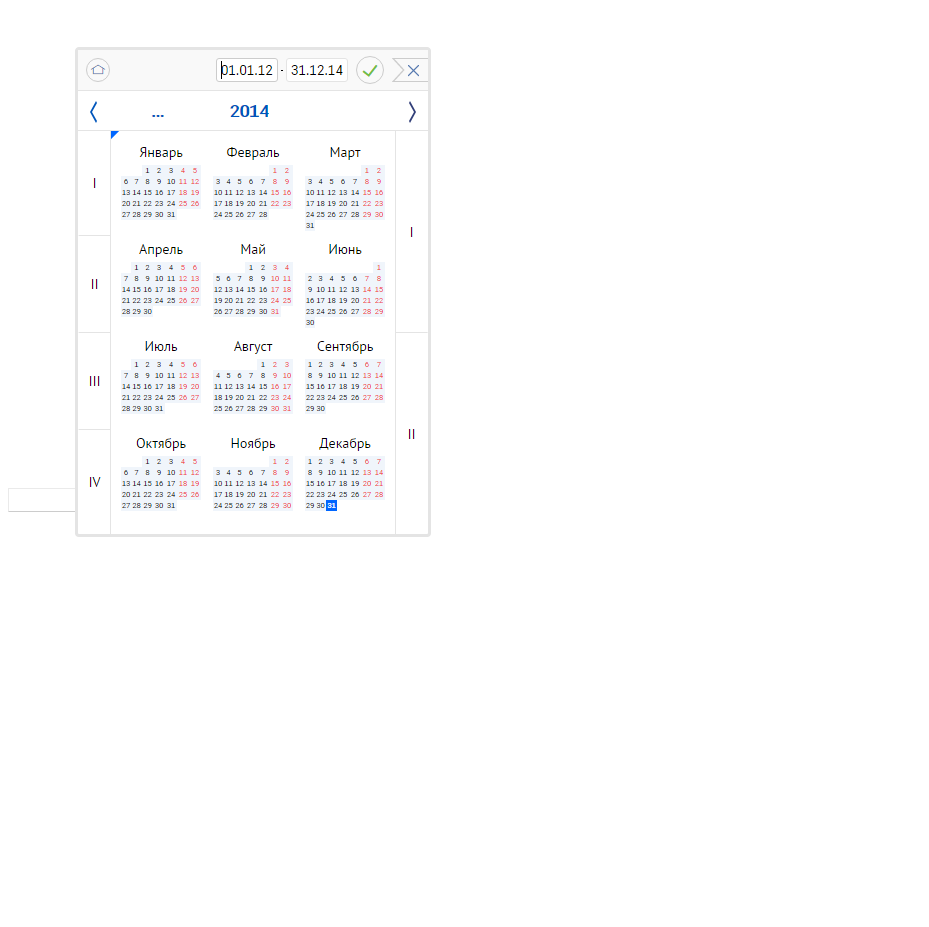 01.01.12 - 31.12.14
... 2014
Январь Февраль Март
1 2 3 4 5 1 2 1 2
I 6 7 8 9 10 11 12 3 4 5 6 7 8 9 3 4 5 6 7 8 9
13 14 15 16 17 18 19 10 11 12 13 14 15 16 10 11 12 13 14 15 16
20 21 22 23 24 25 26 17 18 19 20 21 22 23 17 18 19 20 21 22 23
27 28 29 30 31 24 25 26 27 28 24 25 26 27 28 29 30
31
I
Апрель Май Июнь
1 2 3 4 5 6 1 2 3 4 1
7 8 9 10 11 12 13 5 6 7 8 9 10 11 2 3 4 5 6 7 8
II 14 15 16 17 18 19 20 12 13 14 15 16 17 18 9 10 11 12 13 14 15
21 22 23 24 25 26 27 19 20 21 22 23 24 25 16 17 18 19 20 21 22
28 29 30 26 27 28 29 30 31 23 24 25 26 27 28 29
30
Июль Август Сентябрь
1 2 3 4 5 6 1 2 3 1 2 3 4 5 6 7
7 8 9 10 11 12 13 4 5 6 7 8 9 10 8 9 10 11 12 13 14
III 14 15 16 17 18 19 20 11 12 13 14 15 16 17 15 16 17 18 19 20 21
21 22 23 24 25 26 27 18 19 20 21 22 23 24 22 23 24 25 26 27 28
28 29 30 31 25 26 27 28 29 30 31 29 30
II
Октябрь Ноябрь Декабрь
1 2 3 4 5 1 2 1 2 3 4 5 6 7
6 7 8 9 10 11 12 3 4 5 6 7 8 9 8 9 10 11 12 13 14
IV 13 14 15 16 17 18 19 10 11 12 13 14 15 16 15 16 17 18 19 20 21
20 21 22 23 24 25 26 17 18 19 20 21 22 23 22 23 24 25 26 27 28
27 28 29 30 31 24 25 26 27 28 29 30 29 30 31